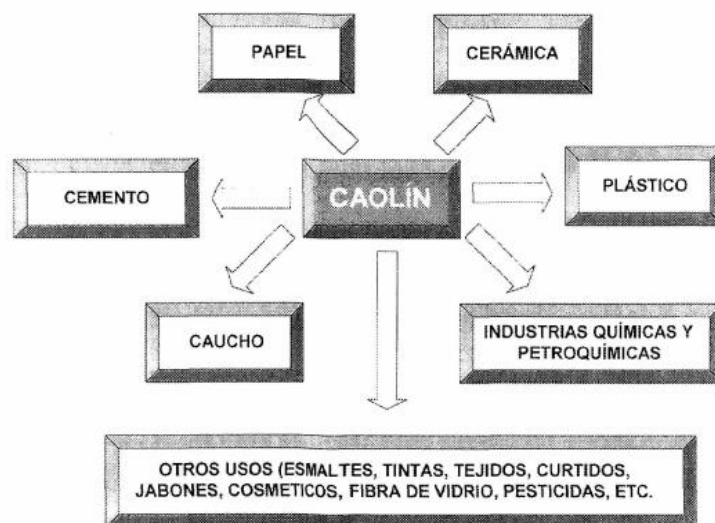 PAPEL
CERÁMICA
CEMENTO
CAOLÍN
PLÁSTICO
CAUCHO
INDUSTRIAS QUÍMICAS Y
PETROQUÍMICAS
OTROS USOS (ESMALTES, TINTAS, TEJIDOS, CURTIDOS,
JABONES, COSMETICOS, FIBRA DE VIDRIO, PESTICIDAS, ETC.